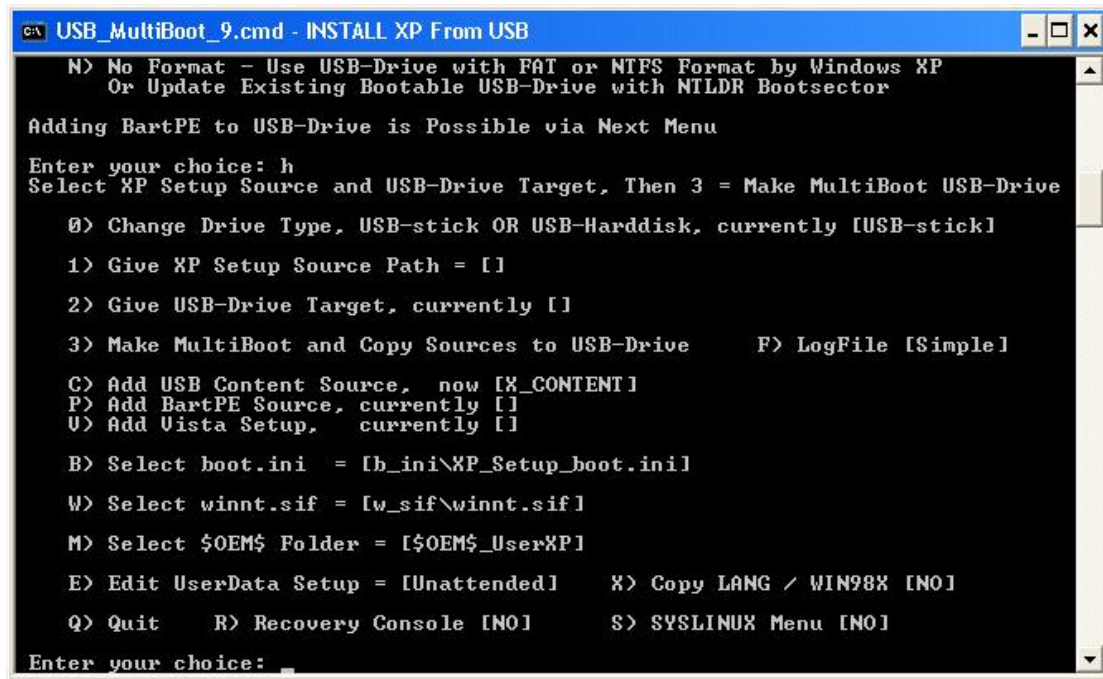 USB_MultiBoot_9.cmd - INSTALL XP From USB
N) No Format - Use USB-Drive with FAT or NTFS Format by Windows XP
Or Update Existing Bootable USB-Drive with NTLDR Bootsector
Adding BartPE to USB-Drive is Possible via Next Menu
Enter your choice: h
Select XP Setup Source and USB-Drive Target, Then 3 = Make MultiBoot USB-Drive
0) Change Drive Type, USB-stick OR USB-Harddisk, currently [USB-stick]
1) Give XP Setup Source Path = []
2) Give USB-Drive Target, currently []
3) Make MultiBoot and Copy Sources to USB-Drive F) LogFile [Simple]
C) Add USB Content Source, now [X_CONTENT]
P) Add BartPE Source, currently []
V) Add Vista Setup, currently []
B) Select boot.ini = [b_ini\XP_Setup_boot.ini]
W) Select winnt.sif = [w_sif\winnt.sif]
M) Select $OEM$ Folder = [$OEM$_UserXP]
E) Edit UserData Setup = [Unattended] X) Copy LANG / WIN98X [NO]
Q) Quit R) Recovery Console [NO] S) SYSLINUX Menu [NO]
Enter your choice: _